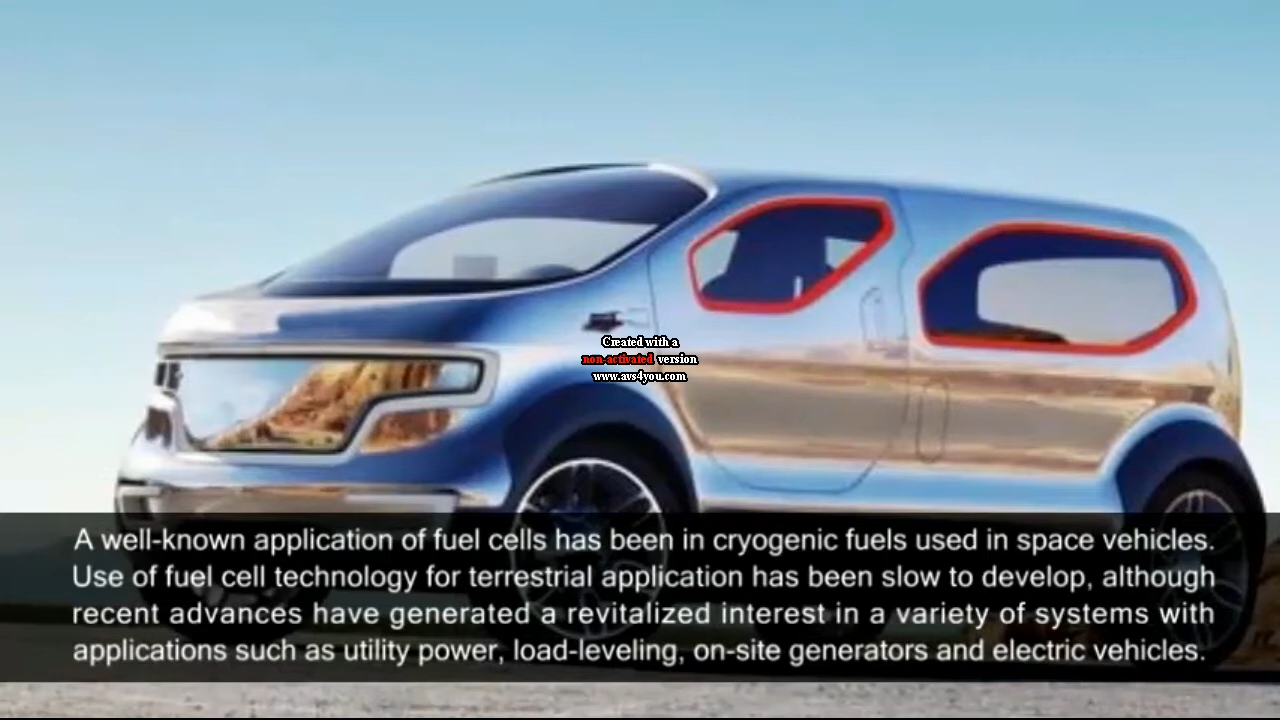 Created with a
non-activated version
www.avs4you.com
A well-known application of fuel cells has been in cryogenic fuels used in space vehicles.
Use of fuel cell technology for terrestrial application has been slow to develop, although
recent advances have generated a revitalized interest in a variety of systems with
applications such as utility power, load-leveling, on-site generators and electric vehicles.